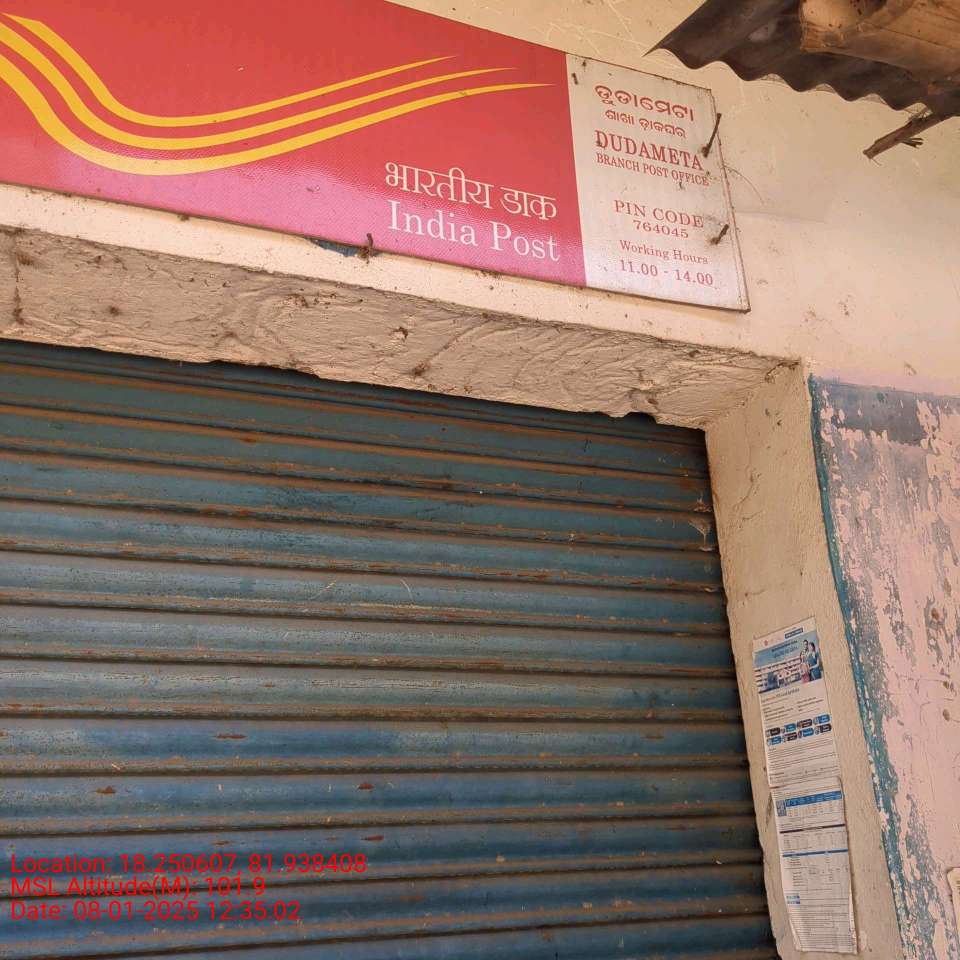 भारतीय डाक
India Post
ଡୁଡାମେଟା
ଶାଖା ଡ଼ାକଘର
DUDAMETA
BRANCH POST OFFICE
PIN CODE
764045
Working Hours
11.00 - 14.00
Location: 18.250607, 81.938408
MSL Altitude(M): 101.9
Date: 08-01-2025 12:35:02